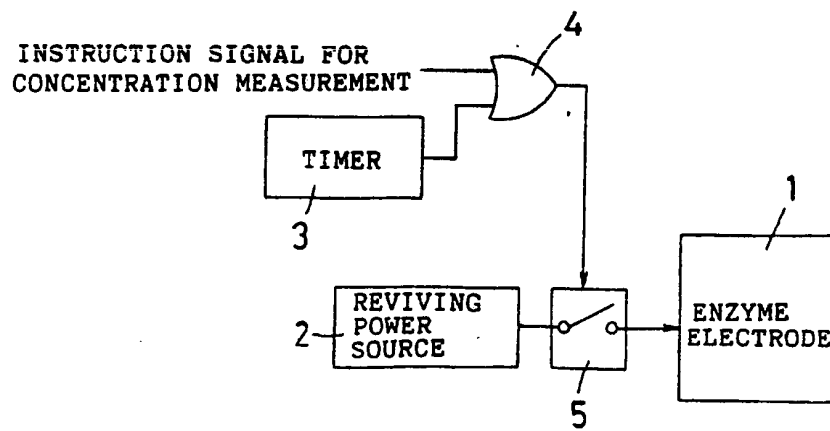 4
INSTRUCTION SIGNAL FOR
CONCENTRATION MEASUREMENT
TIMER
3
1
REVIVING
POWER
SOURCE
2
ENZYME
ELECTRODE
5